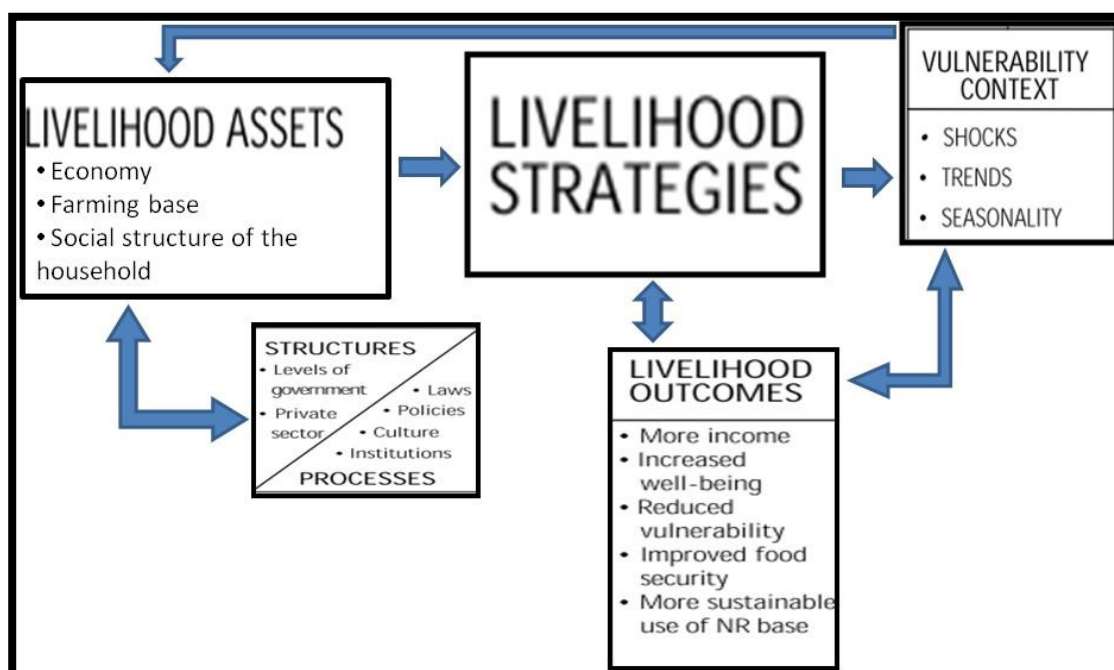 LIVELIHOOD ASSETS
• Economy
• Farming base
• Social structure of the
household
LIVELIHOOD
STRATEGIES
VULNERABILITY
CONTEXT
• SHOCKS
• TRENDS
• SEASONALITY
STRUCTURES
• Levels of
government
• Private
sector
• Laws
• Policies
• Culture
• Institutions
PROCESSES
LIVELIHOOD
OUTCOMES
• More income
• Increased
well-being
• Reduced
vulnerability
• Improved food
security
• More sustainable
use of NR base